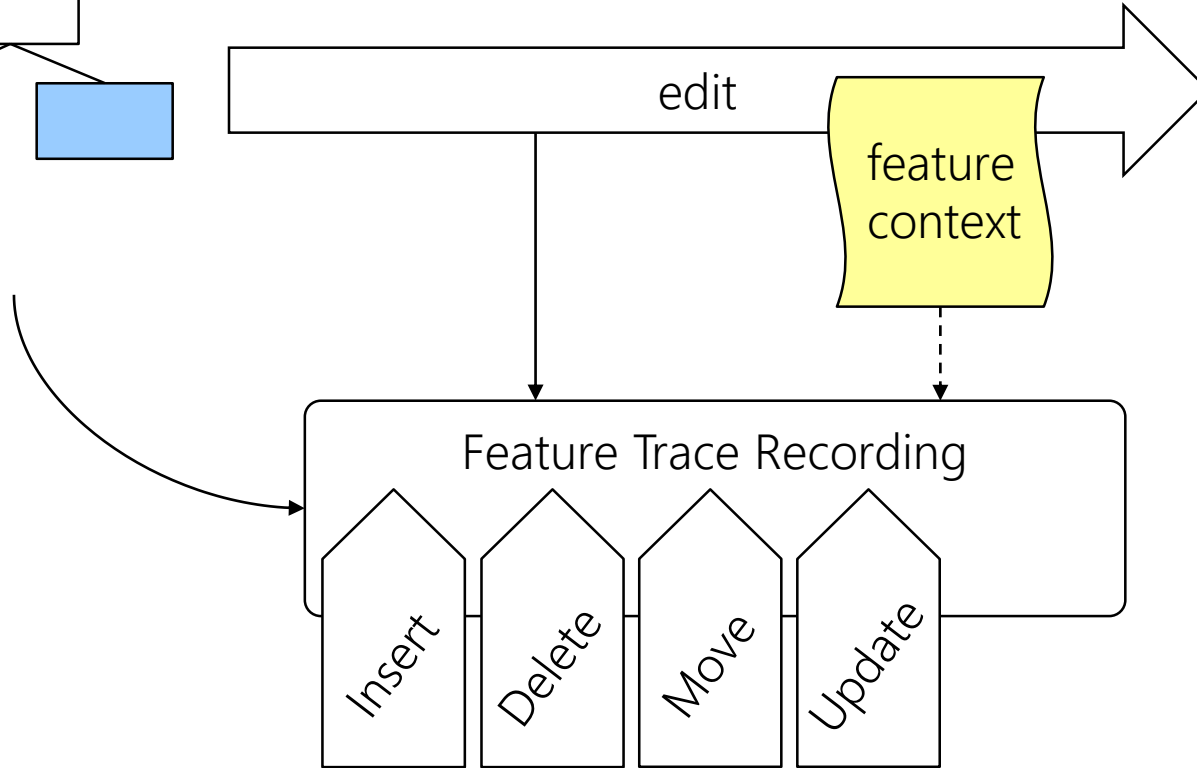 edit
feature
context
Feature Trace Recording
Insert
Delete
Move
Update